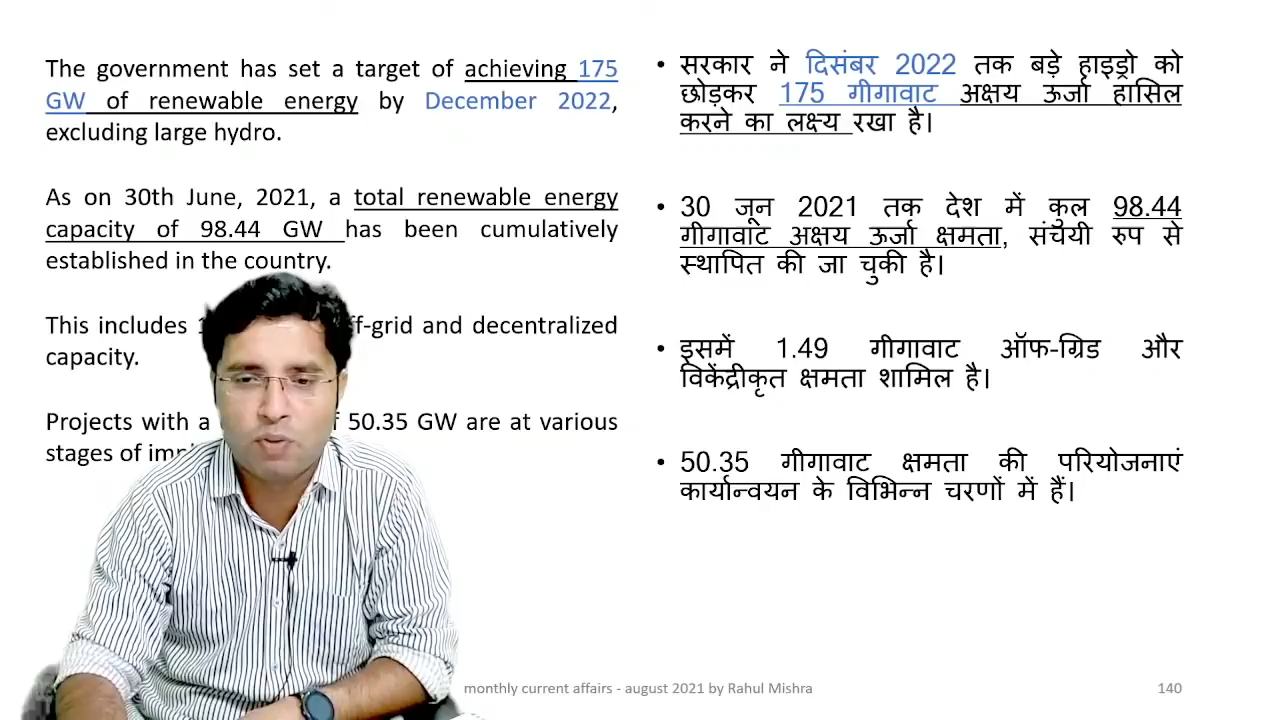 The government has set a target of achieving 175
GW of renewable energy by December 2022,
excluding large hydro.
As on 30th June, 2021, a total renewable energy
capacity of 98.44 GW has been cumulatively
established in the country.
This includes ff-grid and decentralized
capacity.
Projects with a 50.35 GW are at various
stages of
• सरकार ने दिसंबर 2022 तक बड़े हाइड्रो को
छोड़कर 175 गीगावाट अक्षय ऊर्जा हासिल
करने का लक्ष्य रखा है।
• 30 जून 2021 तक देश में कुल 98.44
गीगावाट अक्षय ऊर्जा क्षमता, संचयी रुप से
स्थापित की जा चुकी है।
• इसमें 1.49 गीगावाट ऑफ-ग्रिड और
विकेंद्रीकृत क्षमता शामिल है।
• 50.35 गीगावाट क्षमता की परियोजनाएं
कार्यान्वयन के विभिन्न चरणों में हैं।
monthly current affairs - august 2021 by Rahul Mishra
140